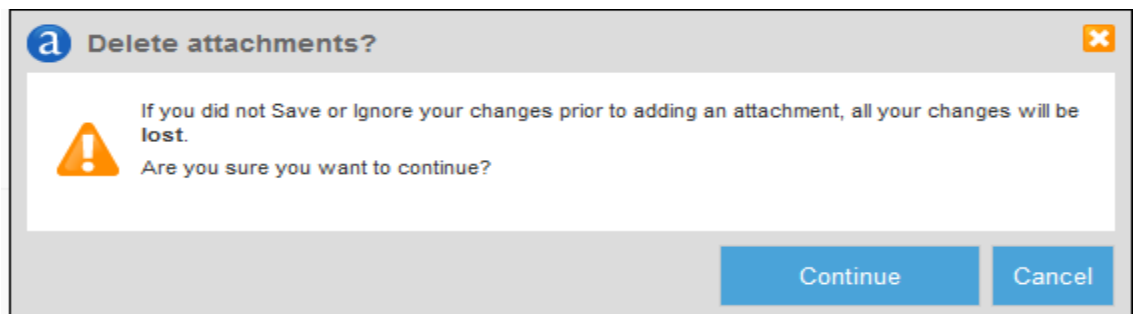 a Delete attachments?
If you did not Save or Ignore your changes prior to adding an attachment, all your changes will be
lost.
Are you sure you want to continue?
Continue Cancel